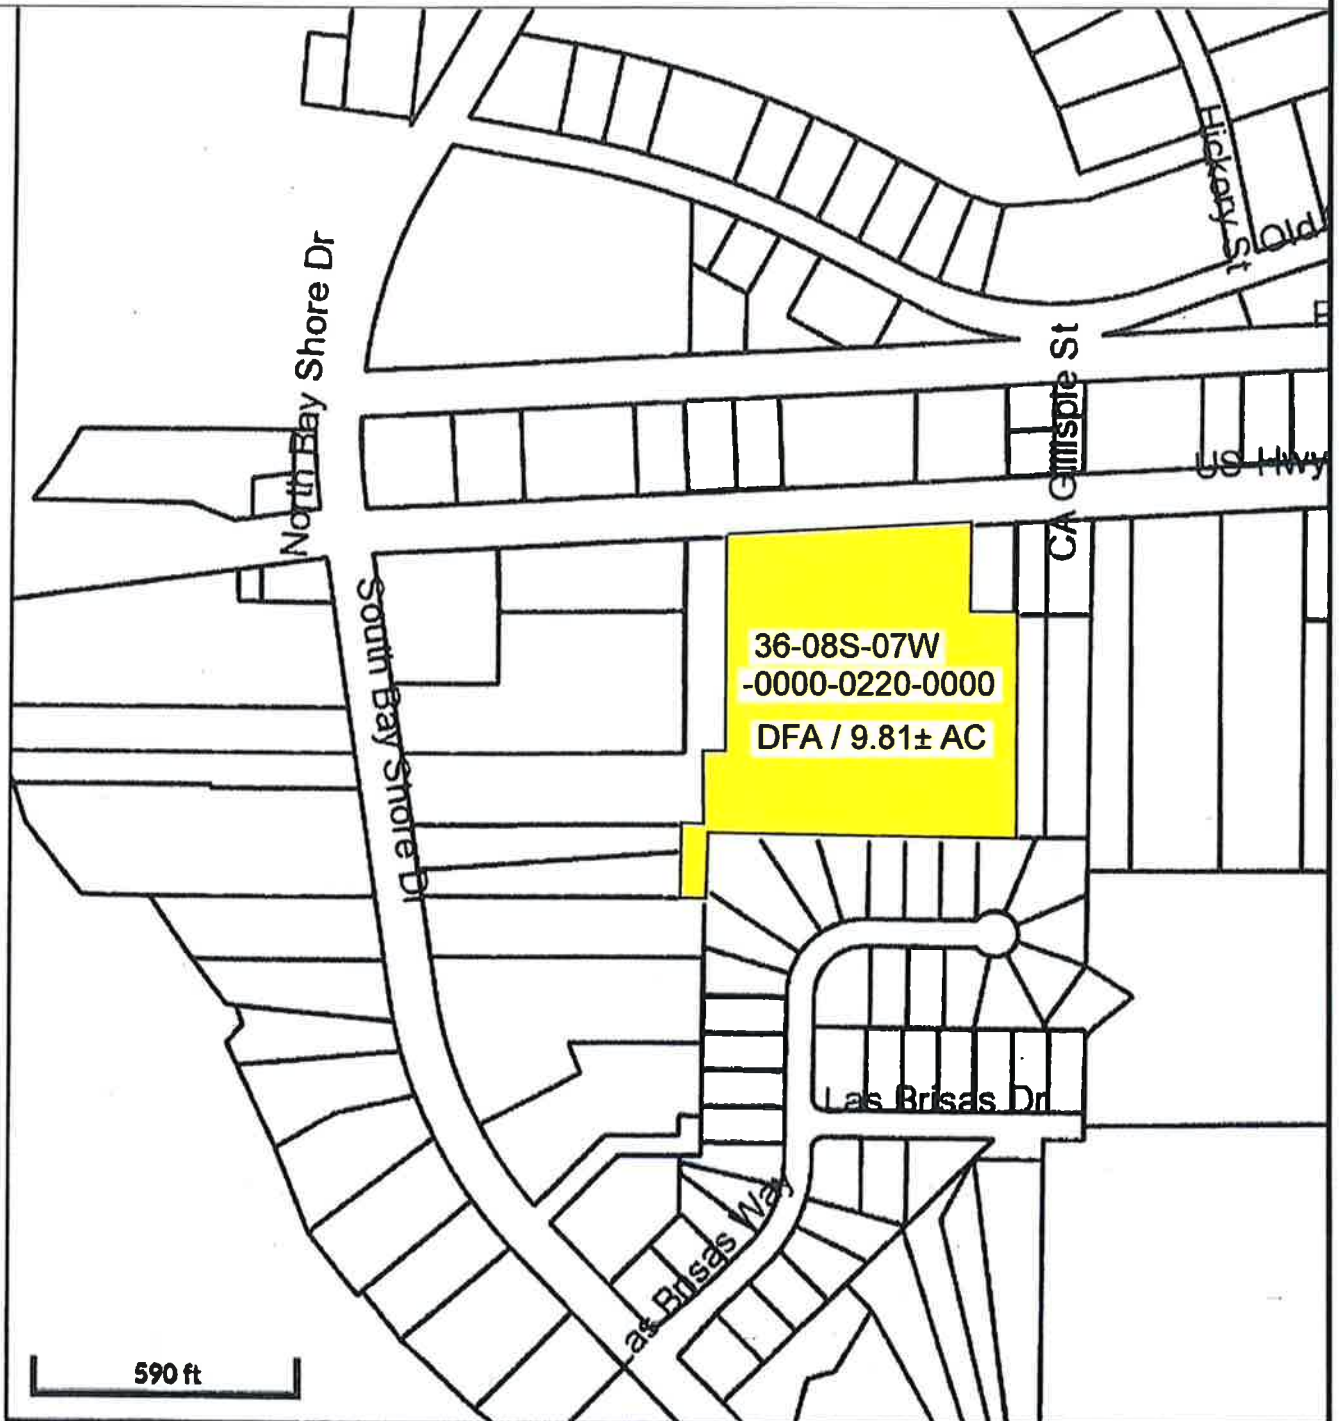 Hickory St
Old
North Bay Shore Dr
CA Gillispie St
US Hwy
South Bay Shore Dr
36-08S-07W
-0000-0220-0000
DFA / 9.81± AC
Las Brisas Dr
Las Brisas Way
590 ft